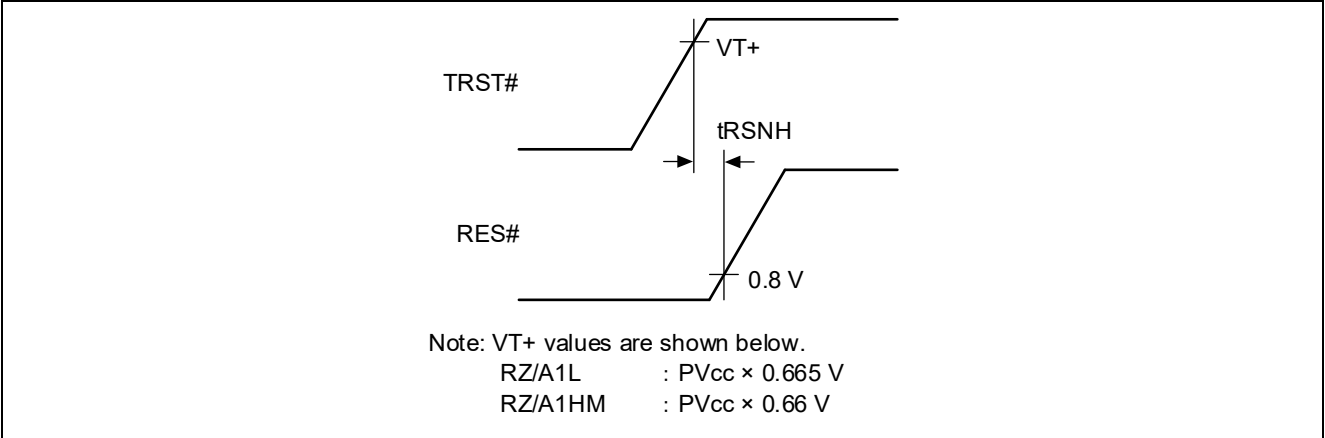 VT+
TRST#
tRSNH
RES#
0.8 V
Note: VT+ values are shown below.
RZ/A1L : PVcc × 0.665 V
RZ/A1HM : PVcc × 0.66 V